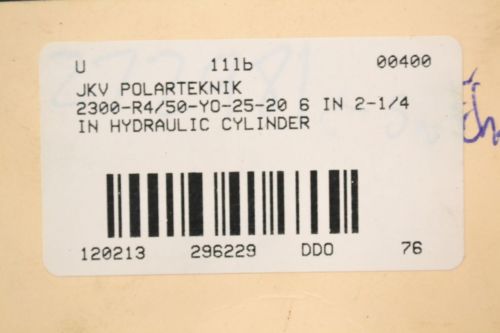 U 11lb 00400
JKV POLARTEKNIK
2300-R4/50-YO-25-20 6 IN 2-1/4
IN HYDRAULIC CYLINDER
120213 296229 DDO 76